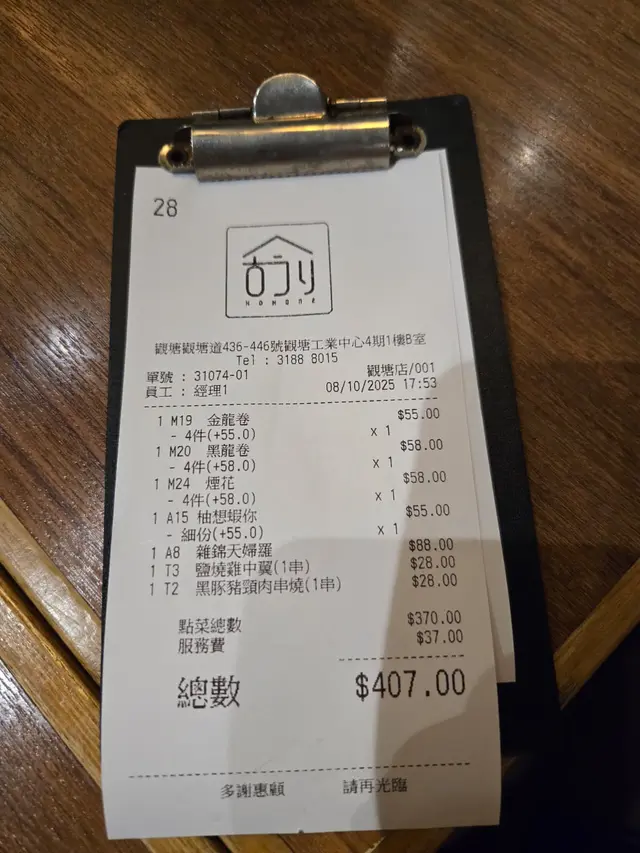 28
古うり
HOMONE
觀塘觀塘道436-446號觀塘工業中心4期1樓B室
Tel : 3188 8015
單號 : 31074-01 觀塘店/001
員工 : 經理1 08/10/2025 17:53
1 M19 金龍卷 $55.00
- 4件(+55.0) x 1
1 M20 黑龍卷 $58.00
- 4件(+58.0) x 1
1 M24 煙花 $58.00
- 4件(+58.0) x 1
1 A15 柚想蝦你 $55.00
- 細份(+55.0) x 1
1 A8 雜錦天婦羅 $88.00
1 T3 鹽燒雞中翼(1串) $28.00
1 T2 黑豚豬頸肉串燒(1串) $28.00
點菜總數 $370.00
服務費 $37.00
總數 $407.00
多謝惠顧 請再光臨